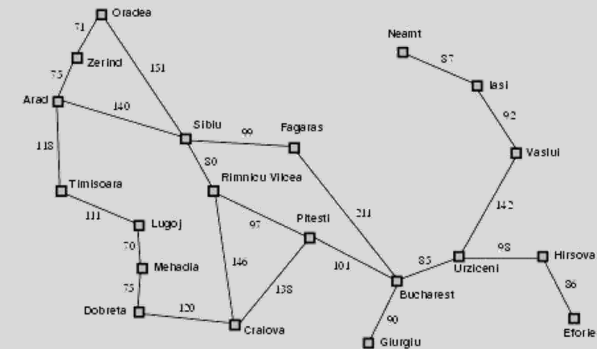 Oradea
71
Neamt
Zerind
87
75
151
Iasi
Arad
140
92
Sibiu
Fagaras
99
118
Vaslui
80
Timisoara
Rimnicu Vilcea
142
111
211
Lugoj
97
Pitesti
70
98
Hirsova
146
85
Mehadia
101
Urziceni
138
86
75
Bucharest
120
Dobreta
90
Craiova
Eforie
Giurgiu